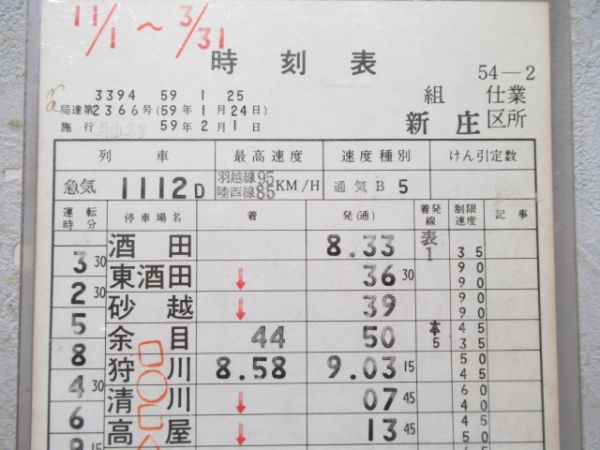 11/1 ~ 3/31
時刻表
54-2
組 仕業
新庄 区所
3394 59 1 25
局達第2366号(59年1月24日)
施行 59年2月1日
列車 最高速度 速度種別 けん引定数
急気 1112D 羽越線95 陸西線85 KM/H 通気B5
運転時分 停車場名 着 発(通) 着発線 制限速度 記事
酒田 8.33 表1 35
3 30 東酒田 ↓ 36 30 90 90
2 30 砂越 ↓ 39 90 90
5 余目 44 50 本5 45 35
8 狩川 8.58 9.03 15 50 45
4 30 清川 ↓ 07 45 60 40
6 高屋 ↓ 13 45 45 50
9 15